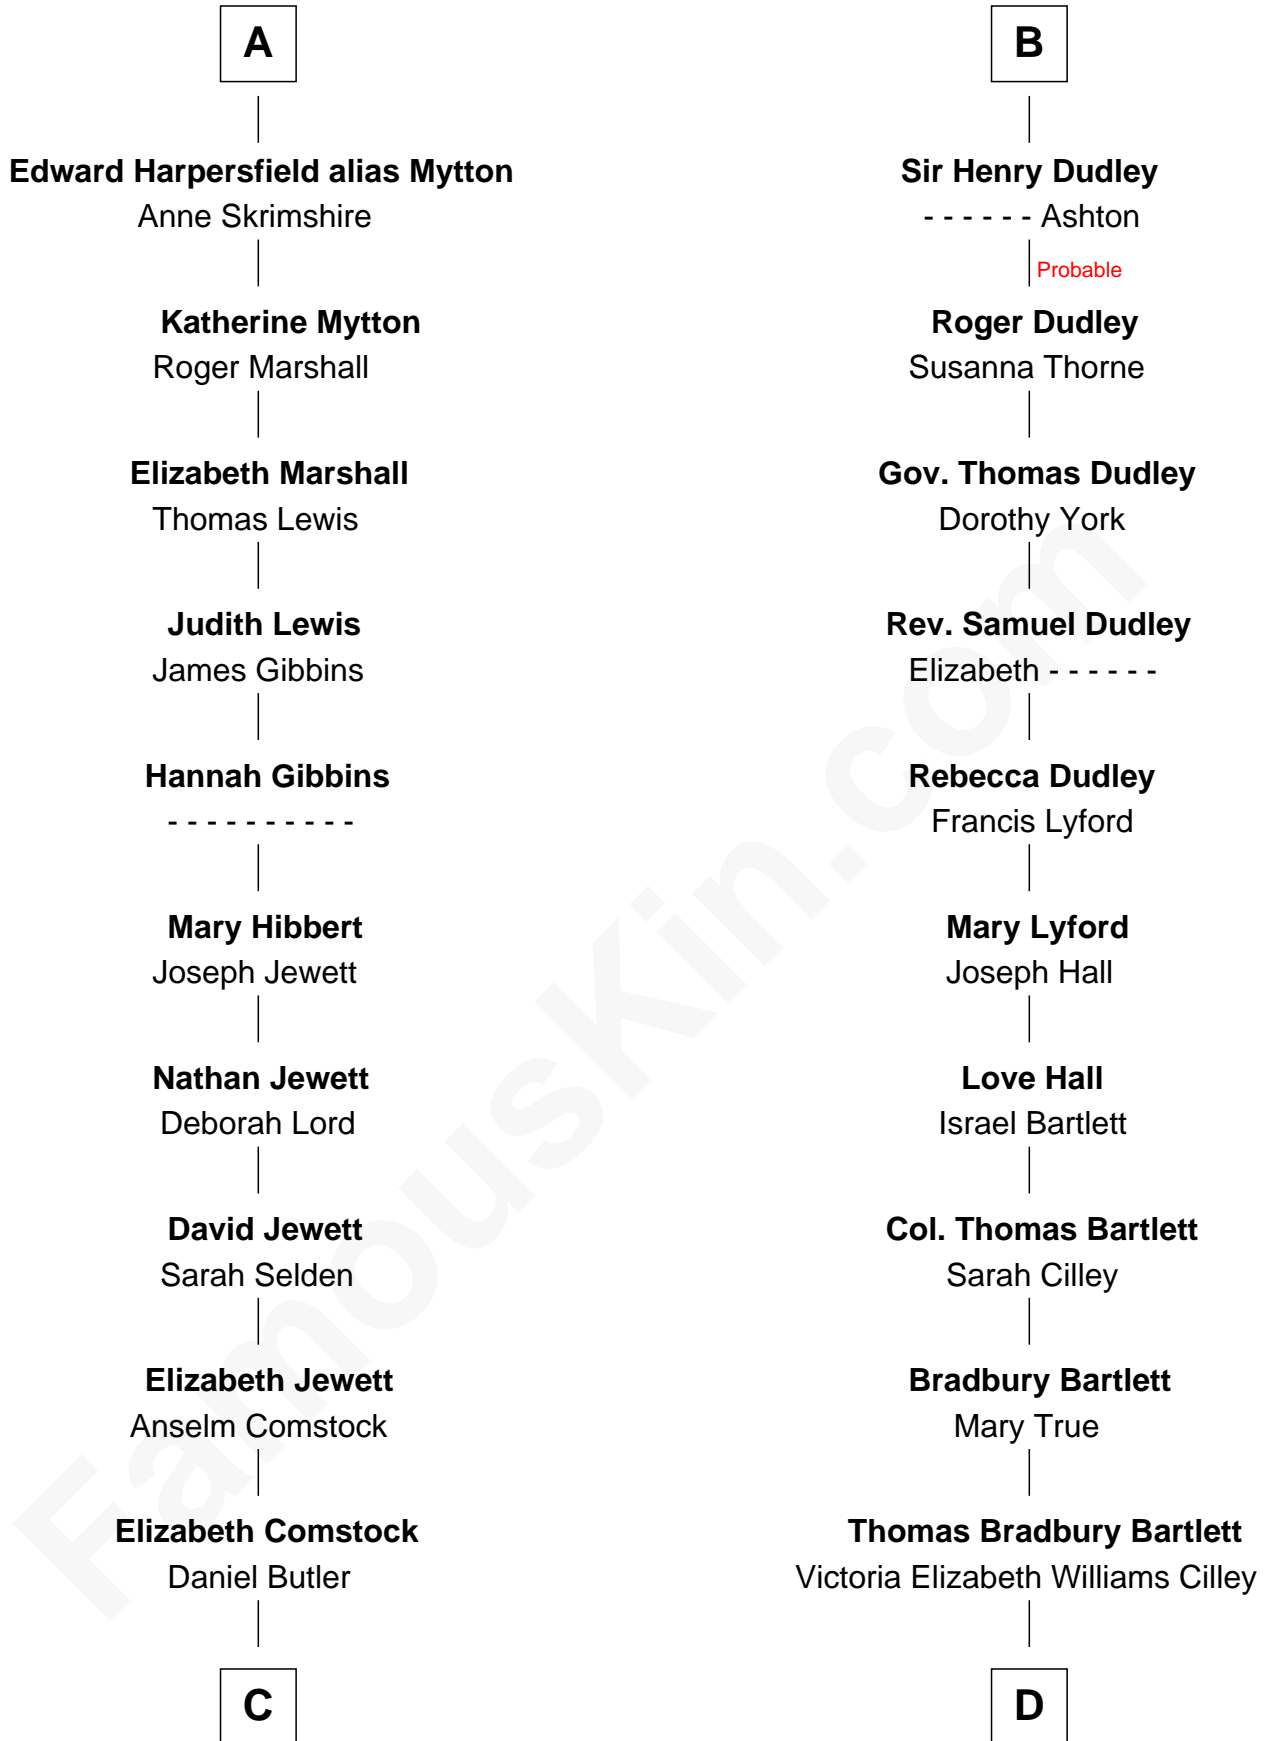 A
Edward Harpersfield alias Mytton
Anne Skrimshire
Katherine Mytton
Roger Marshall
Elizabeth Marshall
Thomas Lewis
Judith Lewis
James Gibbins
Hannah Gibbins
- - - - - - - - - -
Mary Hibbert
Joseph Jewett
Nathan Jewett
Deborah Lord
David Jewett
Sarah Selden
Elizabeth Jewett
Anselm Comstock
Elizabeth Comstock
Daniel Butler
C
B
Sir Henry Dudley
- - - - - - Ashton
Probable
Roger Dudley
Susanna Thorne
Gov. Thomas Dudley
Dorothy York
Rev. Samuel Dudley
Elizabeth - - - - - -
Rebecca Dudley
Francis Lyford
Mary Lyford
Joseph Hall
Love Hall
Israel Bartlett
Col. Thomas Bartlett
Sarah Cilley
Bradbury Bartlett
Mary True
Thomas Bradbury Bartlett
Victoria Elizabeth Williams Cilley
D
FamousKin.com